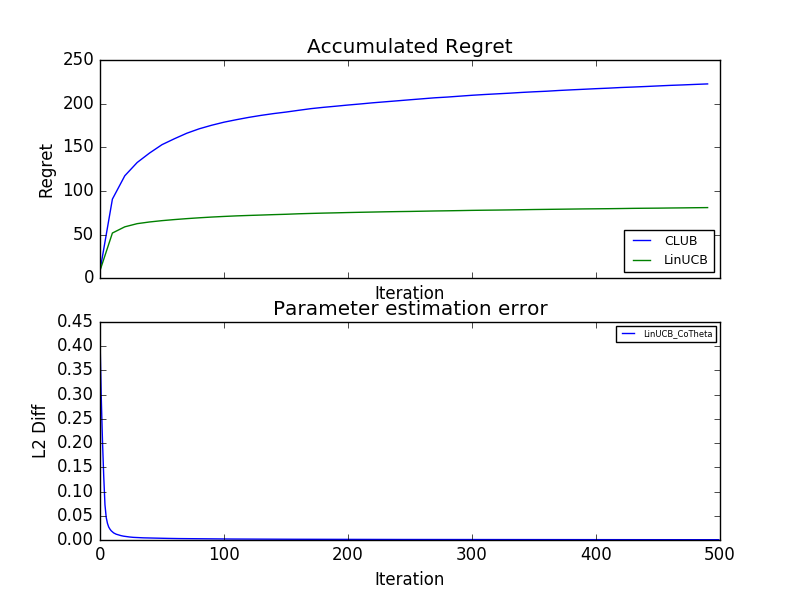 Accumulated Regret
250
200
150
100
50
0
Regret
CLUB
LinUCB
Iteration
Parameter estimation error
0.45
0.40
0.35
0.30
0.25
0.20
0.15
0.10
0.05
0.00
L2 Diff
LinUCB_CoTheta
0 100 200 300 400 500
Iteration